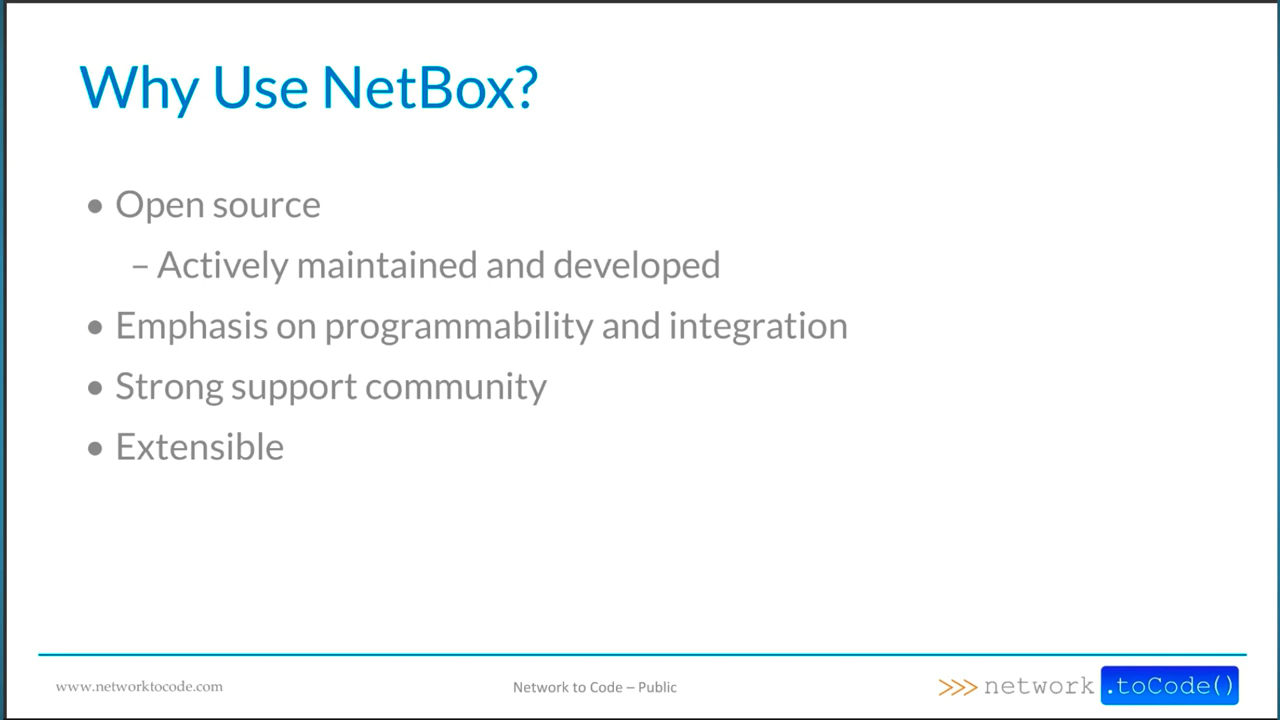 Why Use NetBox?
• Open source
– Actively maintained and developed
• Emphasis on programmability and integration
• Strong support community
• Extensible
www.networktocode.com
Network to Code – Public
>>> network .toCode()